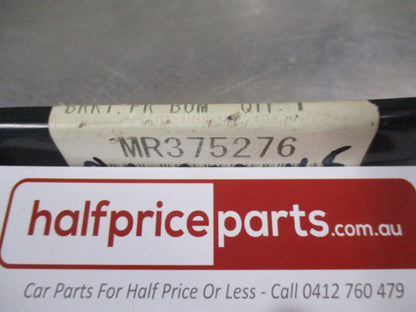 BRKT, FR BUM QTY. 1
MR375276
halfpriceparts.com.au
Car Parts For Half Price Or Less - Call 0412 760 479